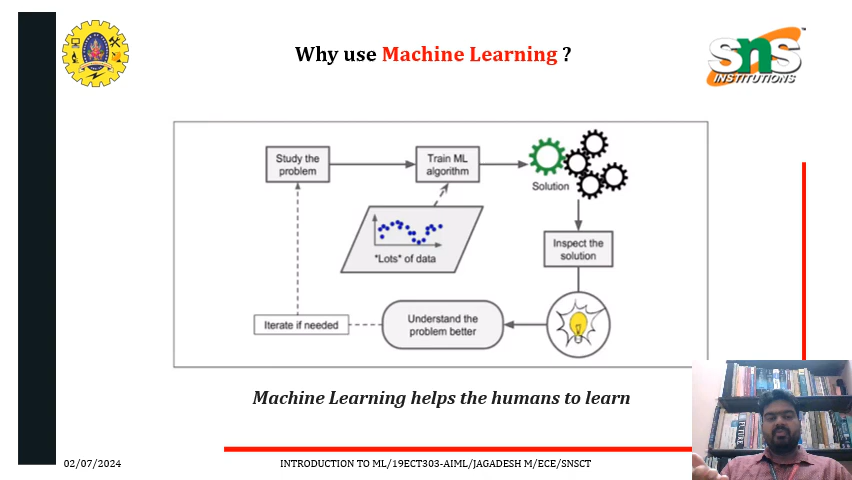 Why use Machine Learning ?
SNS
INSTITUTIONS
Study the
problem
Train ML
algorithm
Solution
*Lots* of data
Inspect the
solution
Understand the
problem better
Iterate if needed
Machine Learning helps the humans to learn
02/07/2024
INTRODUCTION TO ML/19ECT303-AIML/JAGADESH M/ECE/SNSCT